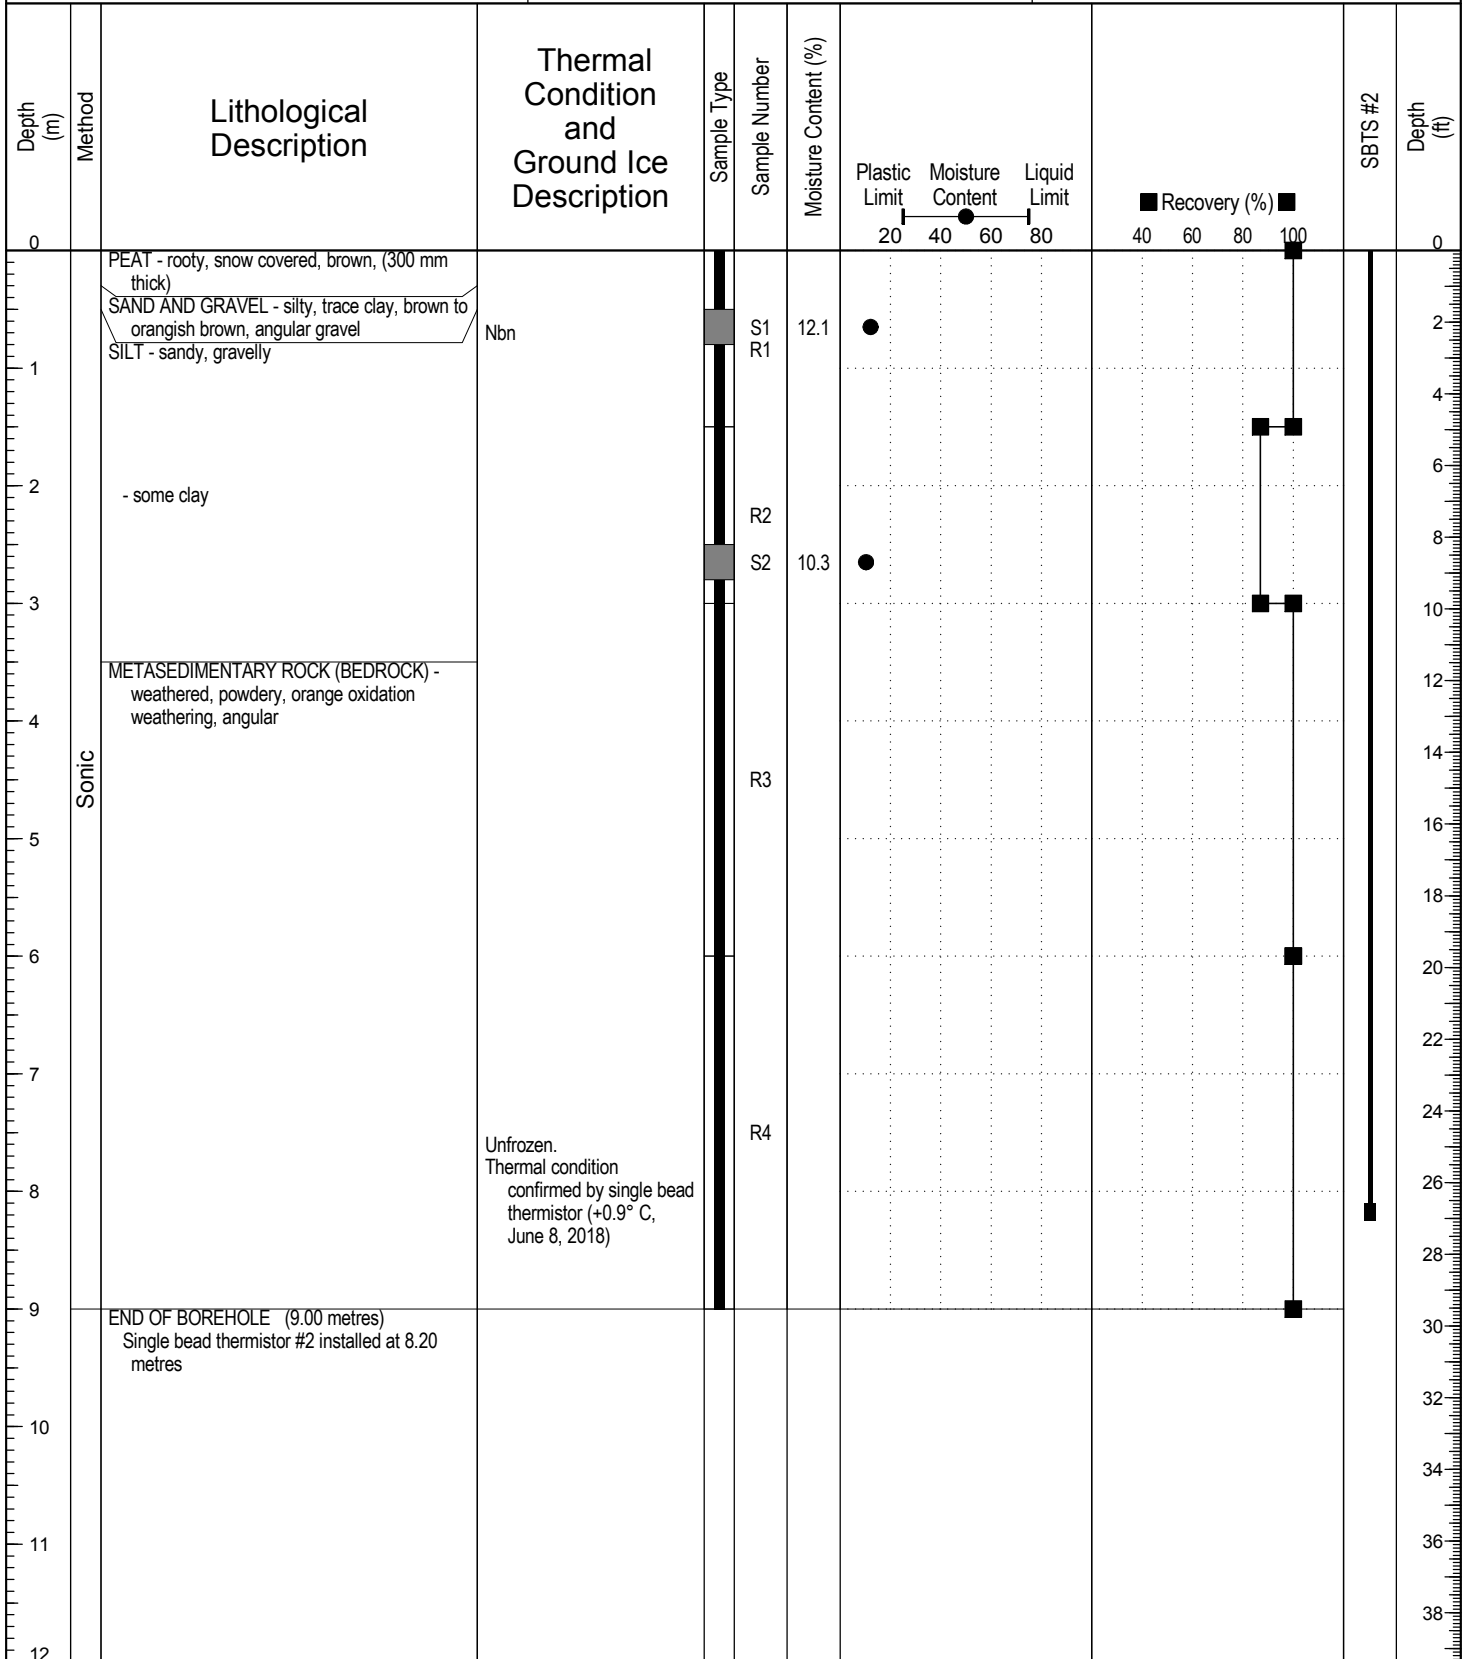 Depth
(m)
Method
Lithological
Description
Thermal
Condition
and
Ground Ice
Description
Sample Type
Sample Number
Moisture Content (%)
Plastic
Limit
Moisture
Content
Liquid
Limit
20 40 60 80
■ Recovery (%) ■
40 60 80 100
SBTS #2
Depth
(ft)
0
0
PEAT - rooty, snow covered, brown, (300 mm
thick)
SAND AND GRAVEL - silty, trace clay, brown to
orangish brown, angular gravel
Nbn
S1
12.1
2
SILT - sandy, gravelly
R1
1
4
6
2
- some clay
R2
8
S2
10.3
3
10
METASEDIMENTARY ROCK (BEDROCK) -
weathered, powdery, orange oxidation
weathering, angular
12
4
14
Sonic
R3
5
16
18
6
20
22
7
24
R4
Unfrozen.
Thermal condition
confirmed by single bead
thermistor (+0.9° C,
June 8, 2018)
8
26
28
9
END OF BOREHOLE (9.00 metres)
Single bead thermistor #2 installed at 8.20
metres
30
32
10
34
11
36
38
12